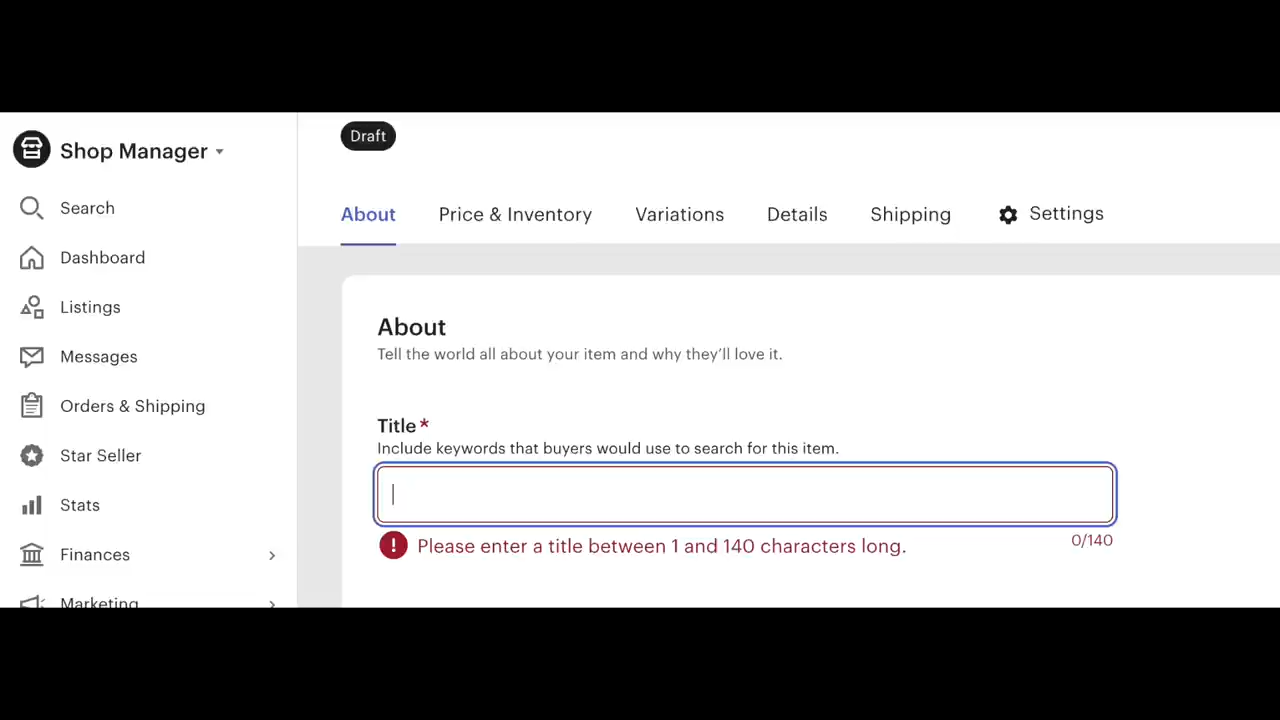 Shop Manager
Search
Dashboard
Listings
Messages
Orders & Shipping
Star Seller
Stats
Finances
Marketing
Draft
About
Price & Inventory
Variations
Details
Shipping
Settings
About
Tell the world all about your item and why they’ll love it.
Title*
Include keywords that buyers would use to search for this item.
! Please enter a title between 1 and 140 characters long.
0/140